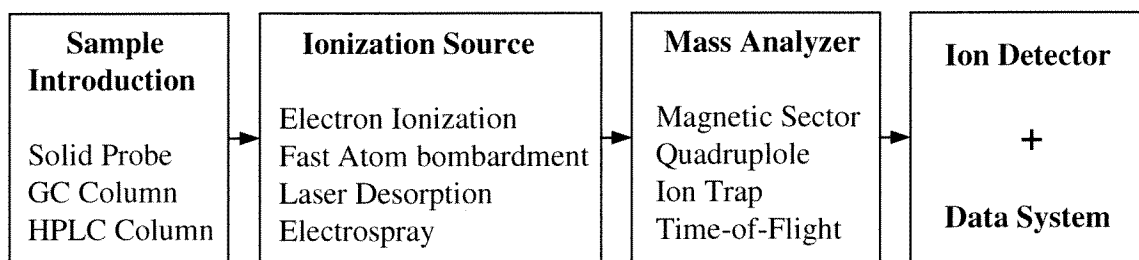 Sample
Introduction
Solid Probe
GC Column
HPLC Column
Ionization Source
Electron Ionization
Fast Atom bombardment
Laser Desorption
Electrospray
Mass Analyzer
Magnetic Sector
Quadruplole
Ion Trap
Time-of-Flight
Ion Detector
+
Data System